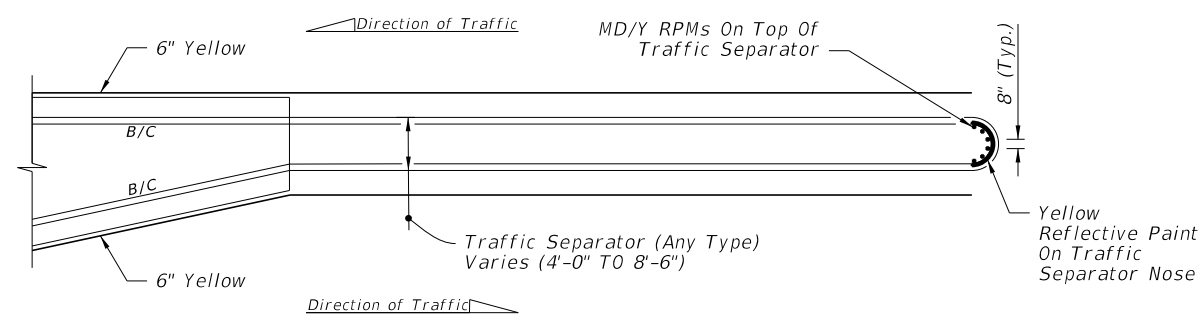 Direction of Traffic
6" Yellow
MD/Y RPMs On Top Of
Traffic Separator
8" (Typ.)
B/C
B/C
Traffic Separator (Any Type)
Varies (4'-0" TO 8'-6")
Yellow
Reflective Paint
On Traffic
Separator Nose
6" Yellow
Direction of Traffic